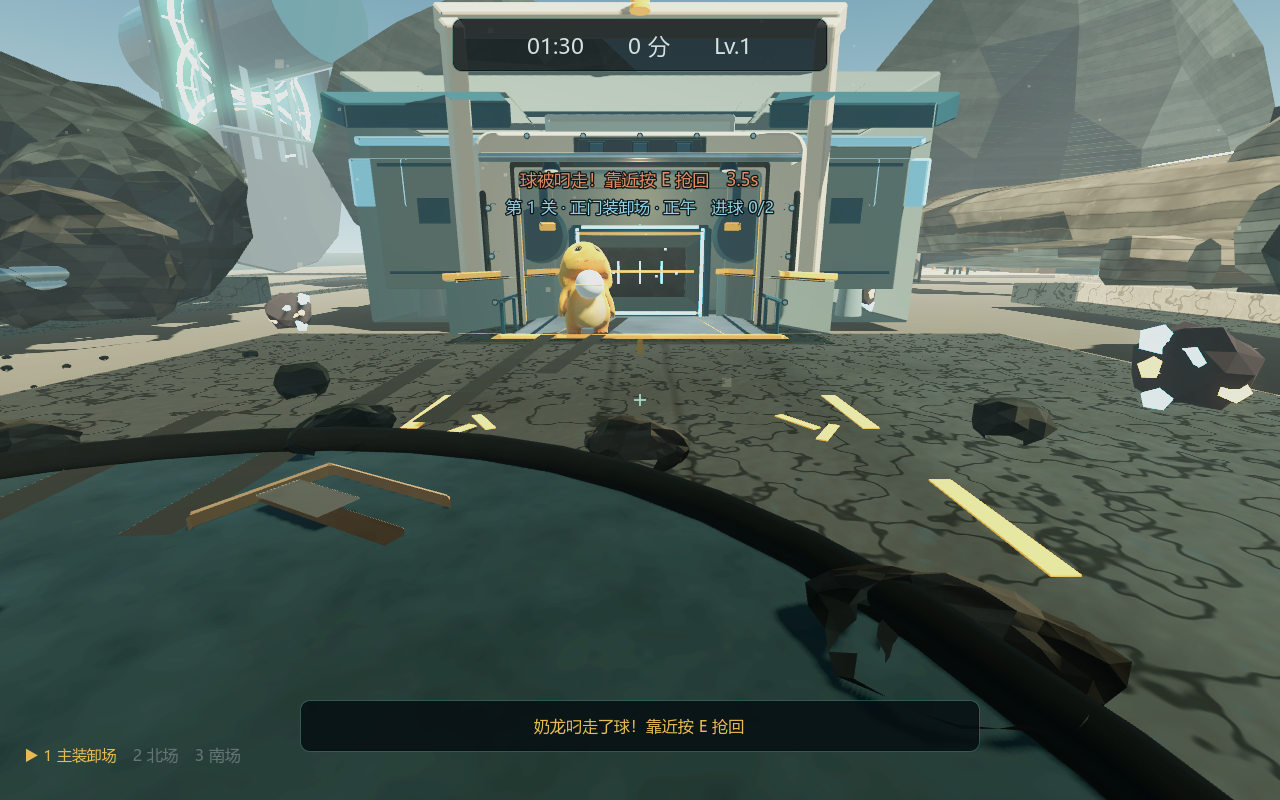 01:30 0 分 Lv.1
球被叼走！靠近按 E 抢回 3.5s
第 1 关 · 正门装卸场 · 正午 进球 0/2
奶龙叼走了球！靠近按 E 抢回
▶ 1 主装卸场 2 北场 3 南场